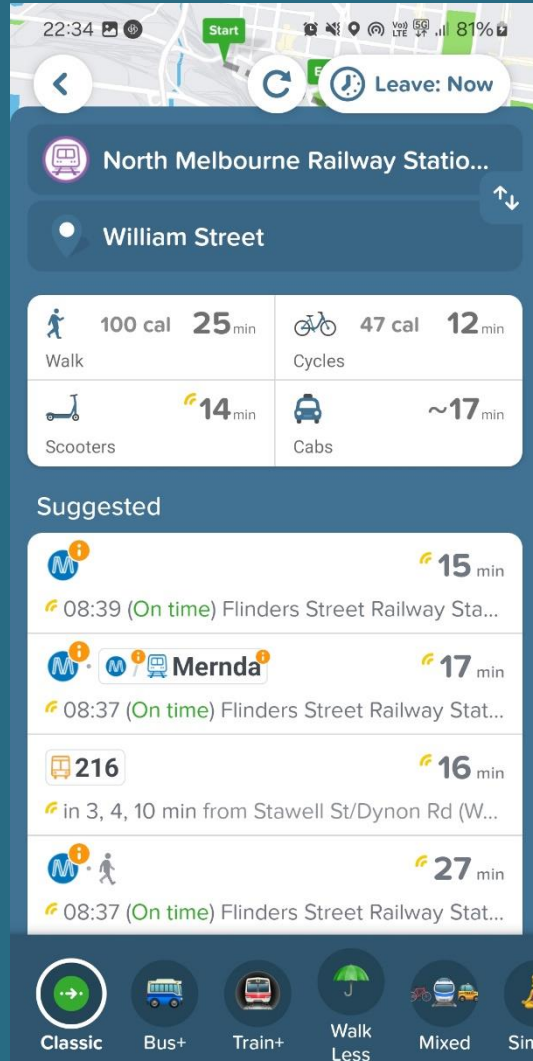 22:34 Start Vo) LTE 5G 81%
Leave: Now
North Melbourne Railway Statio...
William Street
100 cal 25 min 47 cal 12 min
Walk Cycles
14 min ~17 min
Scooters Cabs
Suggested
M i 15 min
08:39 (On time) Flinders Street Railway Sta...
M i · M i / Mernda i 17 min
08:37 (On time) Flinders Street Railway Stat...
216 16 min
in 3, 4, 10 min from Stawell St/Dynon Rd (W...
M i · 27 min
08:37 (On time) Flinders Street Railway Stat...
Classic Bus+ Train+ Walk Less Mixed